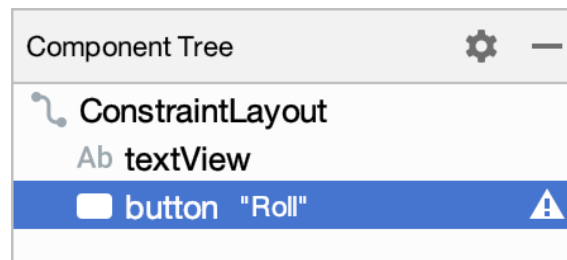 Component Tree
ConstraintLayout
Ab textView
button "Roll"